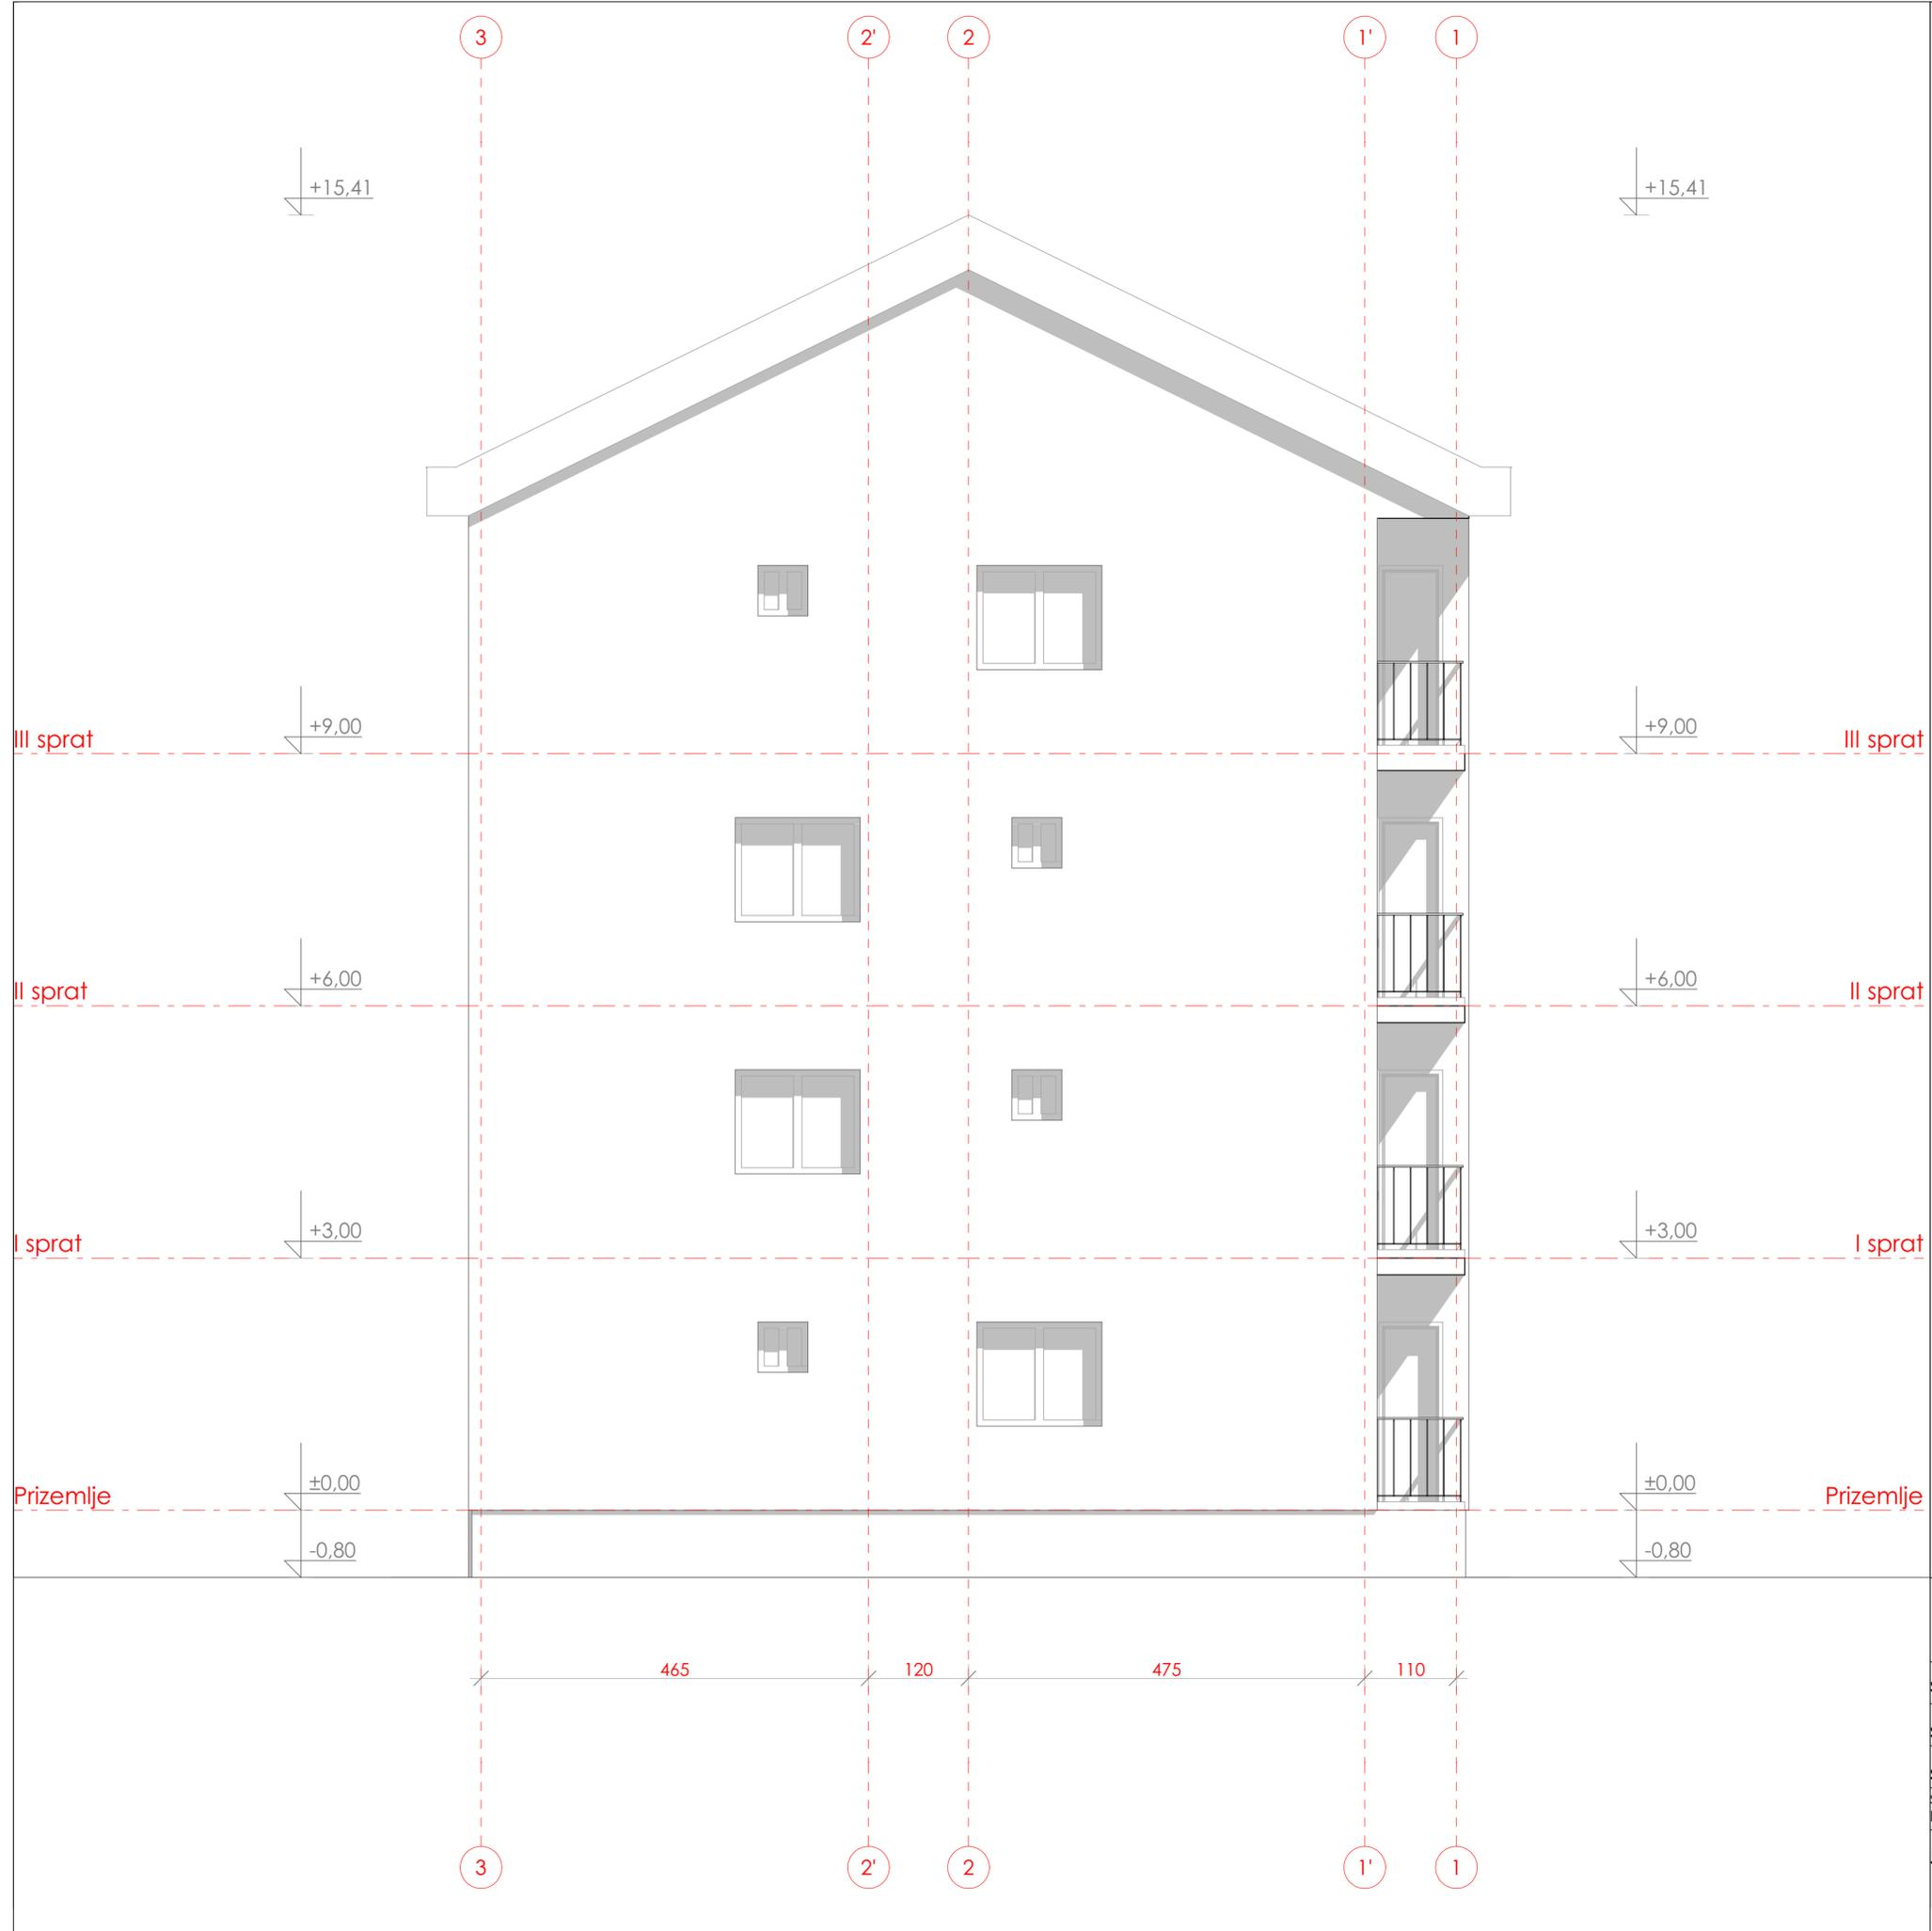 3 2' 2 1' 1
+15,41 +15,41
+9,00 +9,00
III sprat III sprat
+6,00 +6,00
II sprat II sprat
+3,00 +3,00
I sprat I sprat
±0,00 ±0,00
Prizemlje Prizemlje
-0,80 -0,80
465 120 475 110
3 2' 2 1' 1